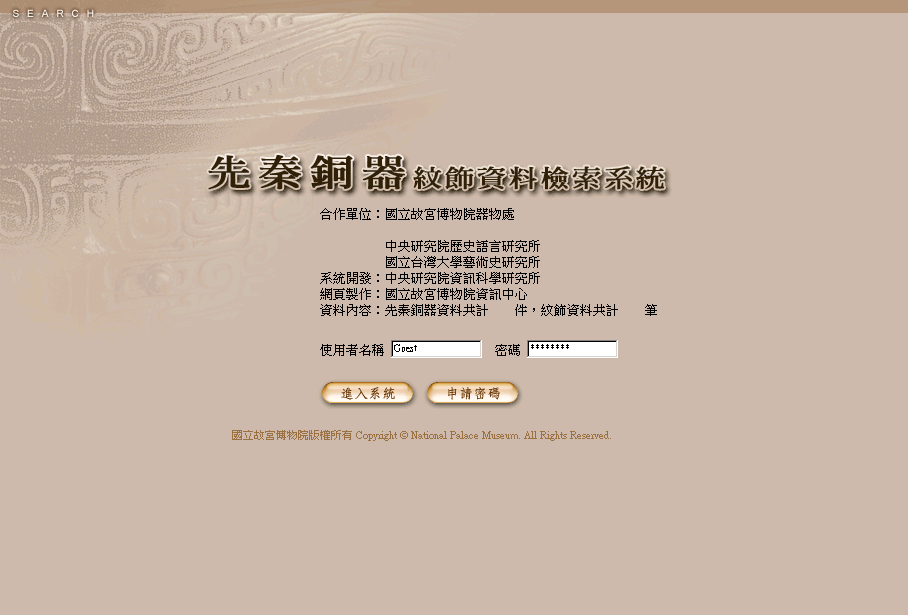 SEARCH
先秦銅器紋飾資料檢索系統
合作單位：國立故宮博物院器物處
中央研究院歷史語言研究所
國立台灣大學藝術史研究所
系統開發：中央研究院資訊科學研究所
網頁製作：國立故宮博物院資訊中心
資料內容：先秦銅器資料共計　　件，紋飾資料共計　　筆
使用者名稱 Guest 密碼 ********
進入系統 申請密碼
國立故宮博物院版權所有 Copyright © National Palace Museum. All Rights Reserved.